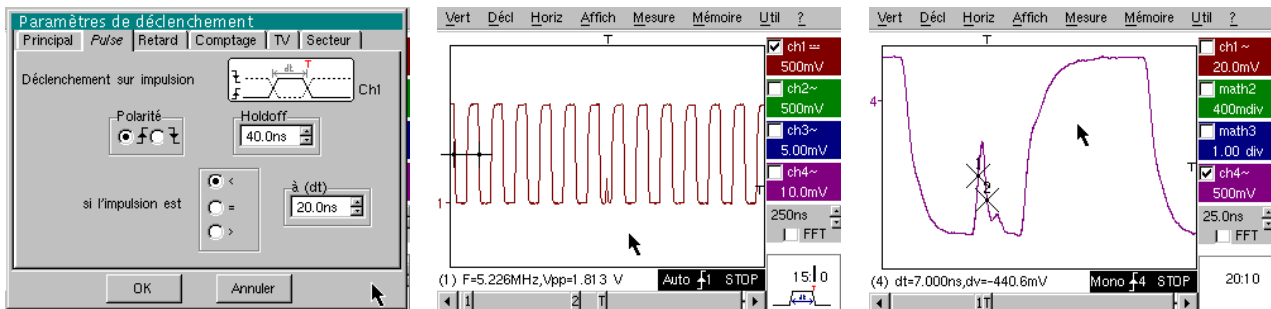 Paramètres de déclenchement
Principal Pulse Retard Comptage TV Secteur
Déclenchement sur impulsion
dt T
Ch1
Polarité
Holdoff
40.0ns
si l'impulsion est
<
=
>
à (dt)
20.0ns
OK Annuler
Vert Décl Horiz Affich Mesure Mémoire Util ?
T
ch1
500mV
ch2~
500mV
ch3~
5.00mV
ch4~
10.0mV
T
1
250ns
FFT
(1) F=5.226MHz,Vpp=1.813 V Auto 1 STOP
15: 0
dt
1 2 T
Vert Décl Horiz Affich Mesure Mémoire Util ?
T
ch1~
20.0mV
math2
400mdiv
math3
1.00 div
ch4~
500mV
4
1
2
T
25.0ns
FFT
(4) dt=7.000ns,dv=-440.6mV Mono 4 STOP
20:10
1T